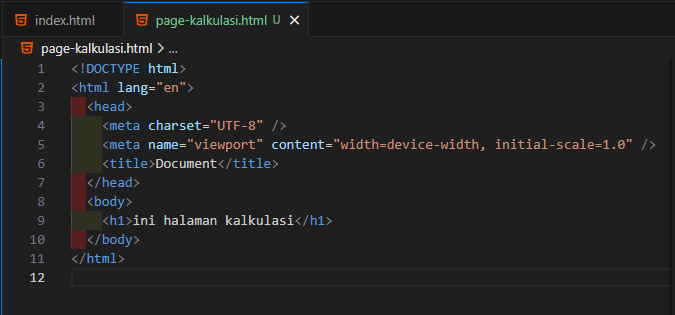 index.html
page-kalkulasi.html U
page-kalkulasi.html > ...
1 <!DOCTYPE html>
2 <html lang="en">
3 <head>
4 <meta charset="UTF-8" />
5 <meta name="viewport" content="width=device-width, initial-scale=1.0" />
6 <title>Document</title>
7 </head>
8 <body>
9 <h1>ini halaman kalkulasi</h1>
10 </body>
11 </html>
12